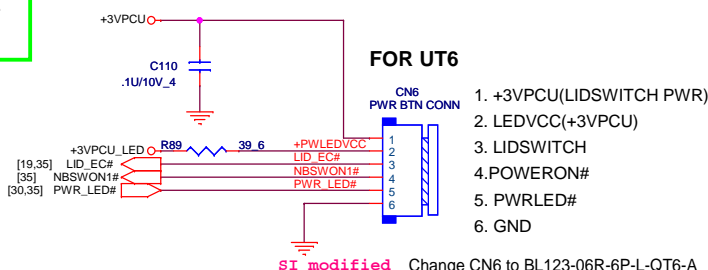 +3VPCU
C110
.1U/10V_4
FOR UT6
CN6
PWR BTN CONN
1. +3VPCU(LIDSWITCH PWR)
2. LEDVCC(+3VPCU)
3. LIDSWITCH
4.POWERON#
5. PWRLED#
6. GND
+3VPCU_LED R89 39_6 +PWLEDVCC
[19,35] LID_EC# LID_EC#
[35] NBSWON1# NBSWON1#
[30,35] PWR_LED# PWR_LED#
1
2
3
4
5
6
SI modified Change CN6 to BL123-06R-6P-L-QT6-A